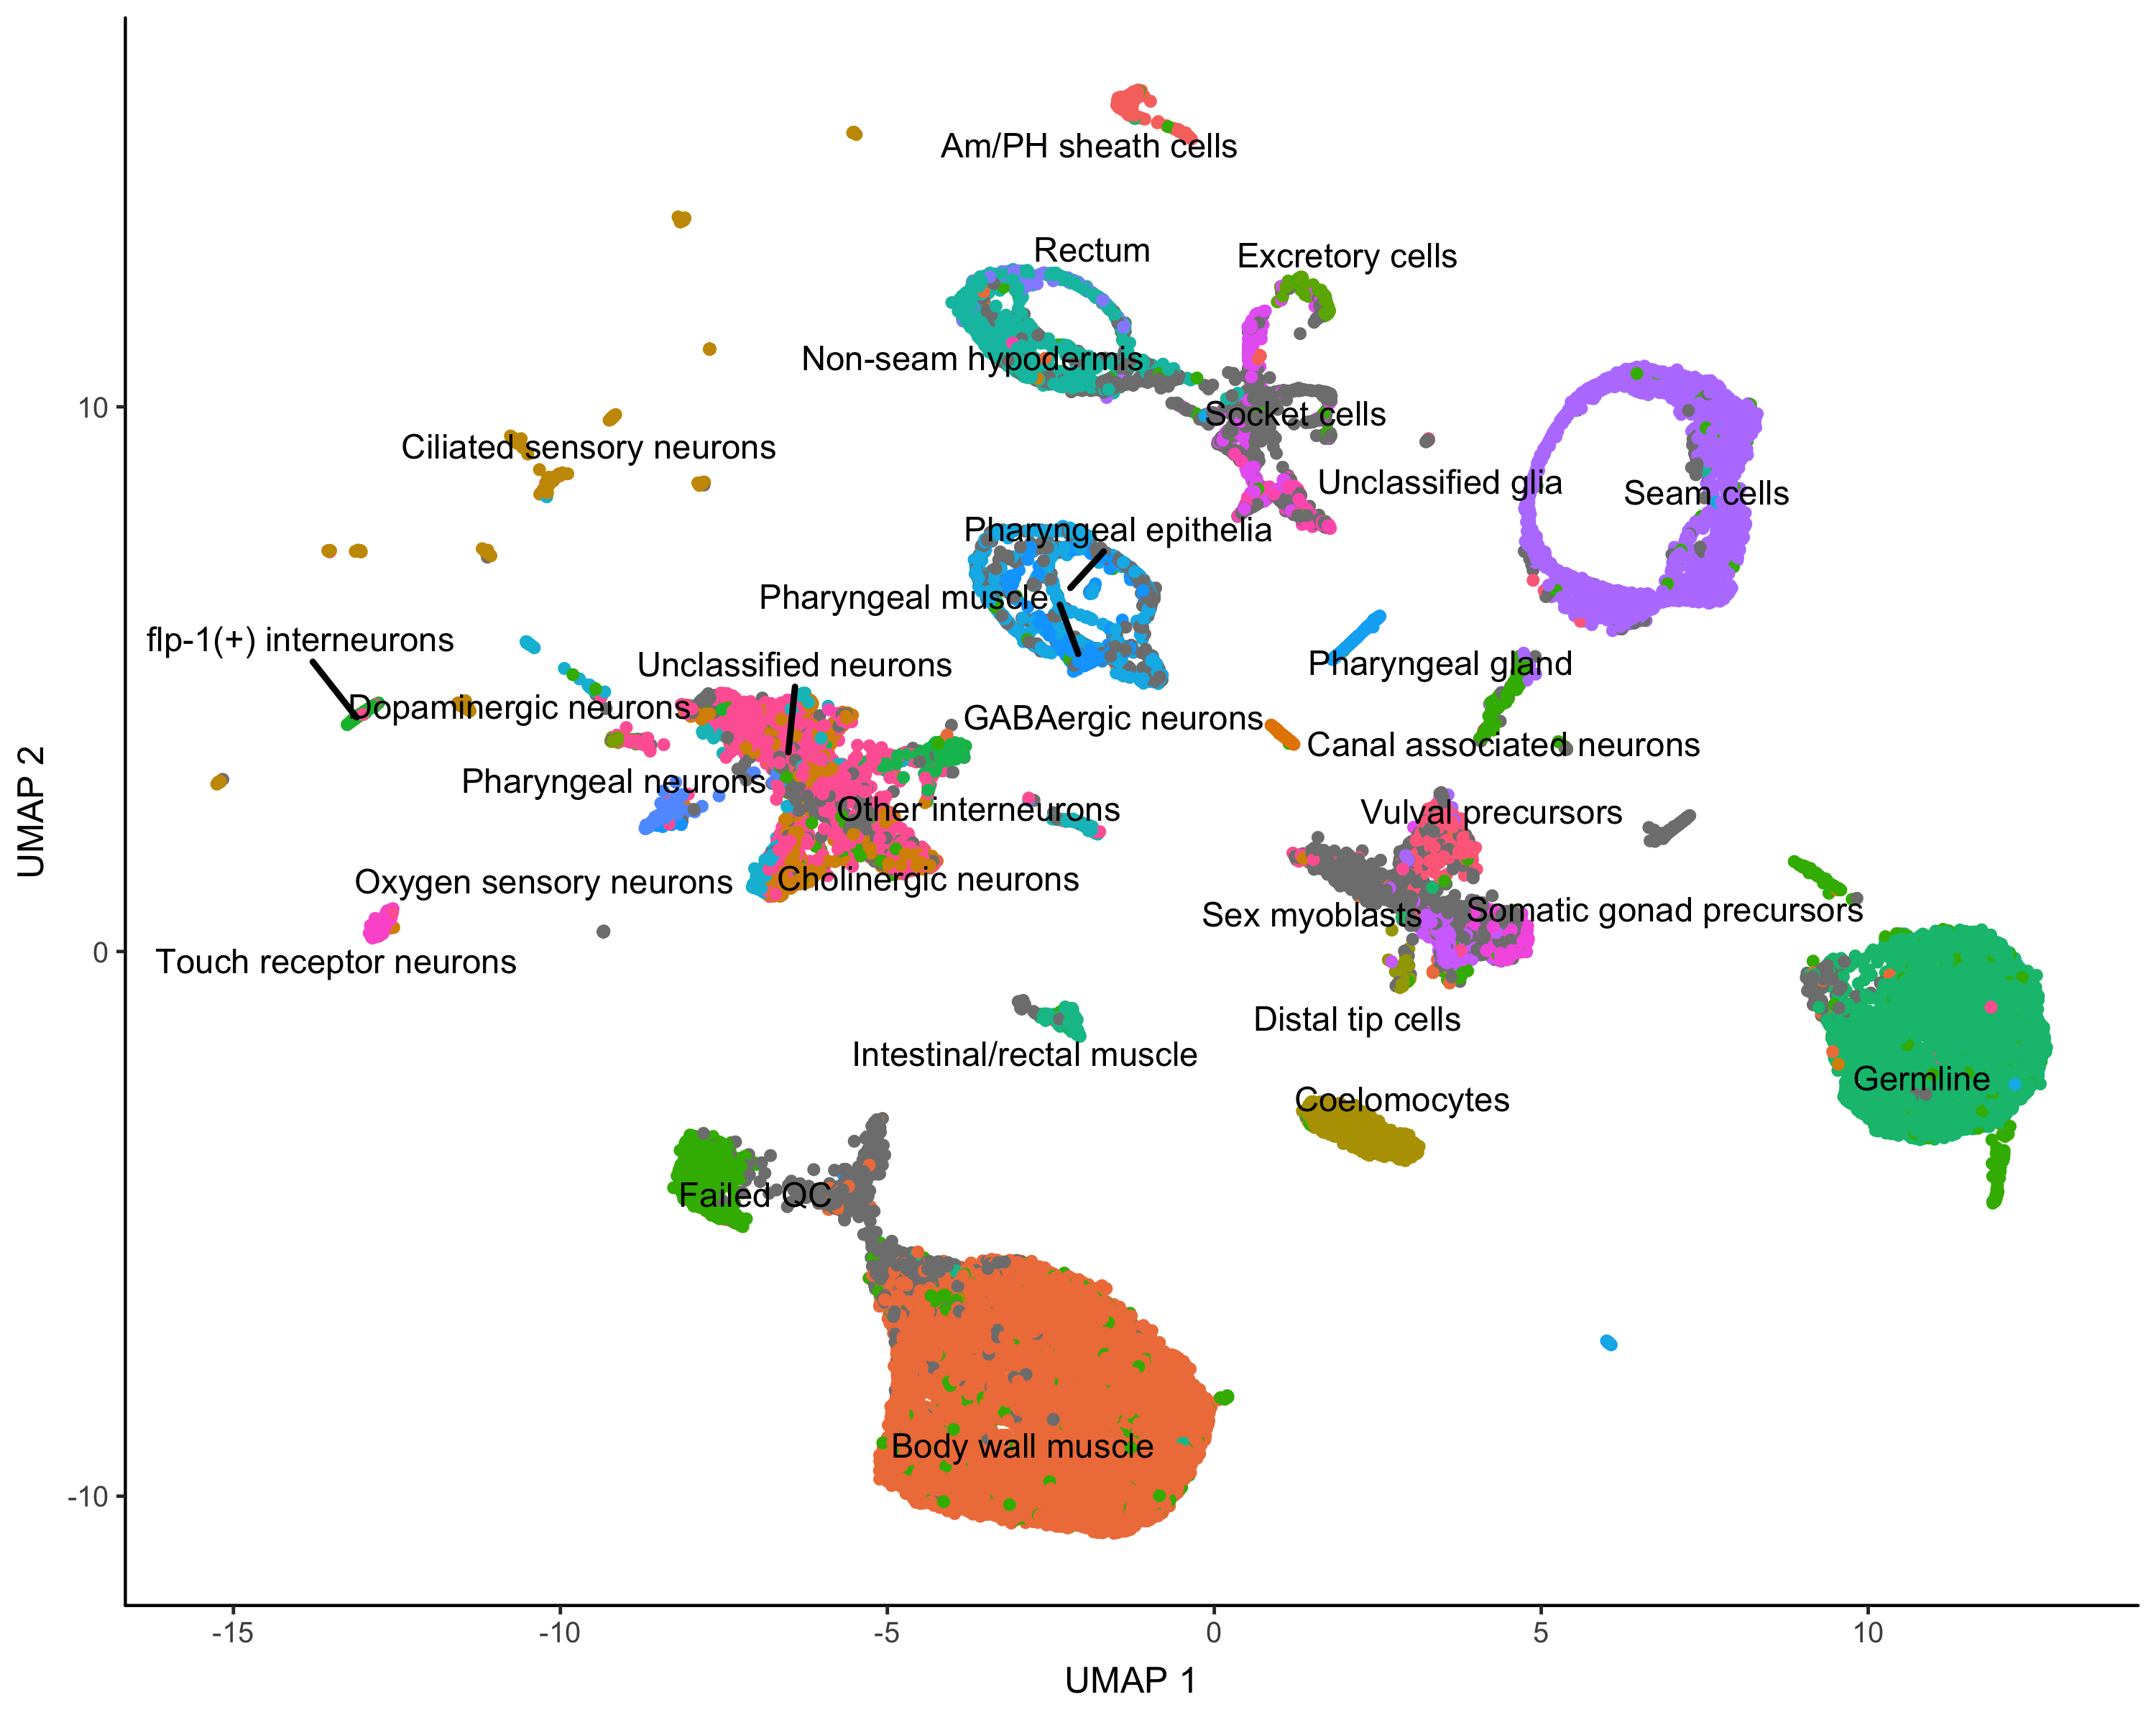 Am/PH sheath cells
Rectum
Excretory cells
Non-seam hypodermis
10
Socket cells
Ciliated sensory neurons
Unclassified glia
Seam cells
Pharyngeal epithelia
Pharyngeal muscle
flp-1(+) interneurons
Unclassified neurons
Pharyngeal gland
Dopaminergic neurons
GABAergic neurons
Canal associated neurons
Pharyngeal neurons
Other interneurons
Vulval precursors
UMAP 2
Oxygen sensory neurons
Cholinergic neurons
Sex myoblasts
Somatic gonad precursors
0
Touch receptor neurons
Distal tip cells
Intestinal/rectal muscle
Germline
Coelomocytes
Failed QC
Body wall muscle
-10
-15
-10
-5
0
5
10
UMAP 1